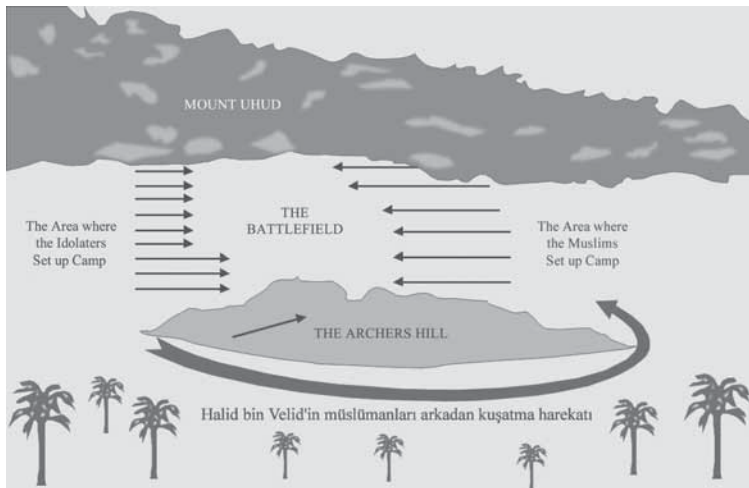 MOUNT UHUD
THE
BATTLEFIELD
The Area where
the Idolaters
Set up Camp
The Area where
the Muslims
Set up Camp
THE ARCHERS HILL
Halid bin Velid'in müslümanları arkadan kuşatma harekatı